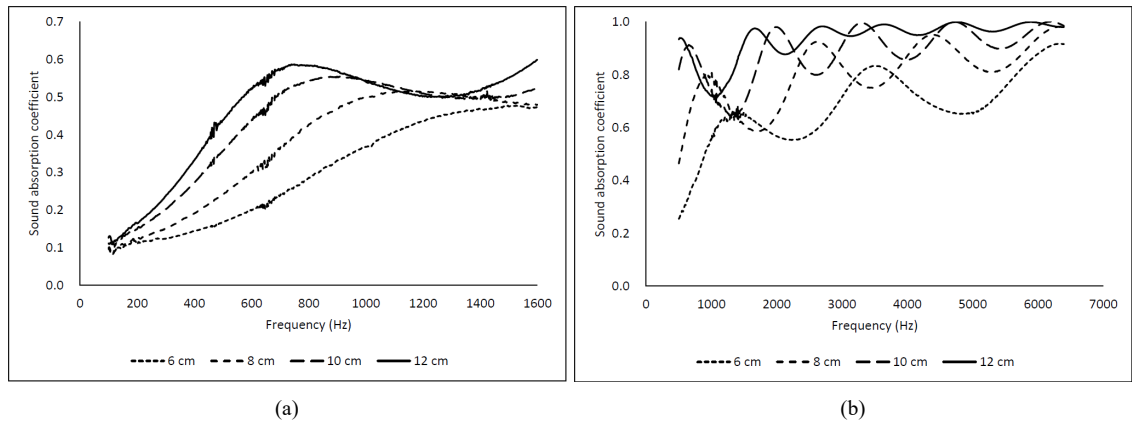 0.7
0.6
0.5
0.4
0.3
0.2
0.1
0.0
Sound absorption coefficient
0 200 400 600 800 1000 1200 1400 1600
Frequency (Hz)
6 cm 8 cm 10 cm 12 cm
(a)
1.0
0.8
0.6
0.4
0.2
0.0
Sound absorption coefficient
0 1000 2000 3000 4000 5000 6000 7000
Frequency (Hz)
6 cm 8 cm 10 cm 12 cm
(b)